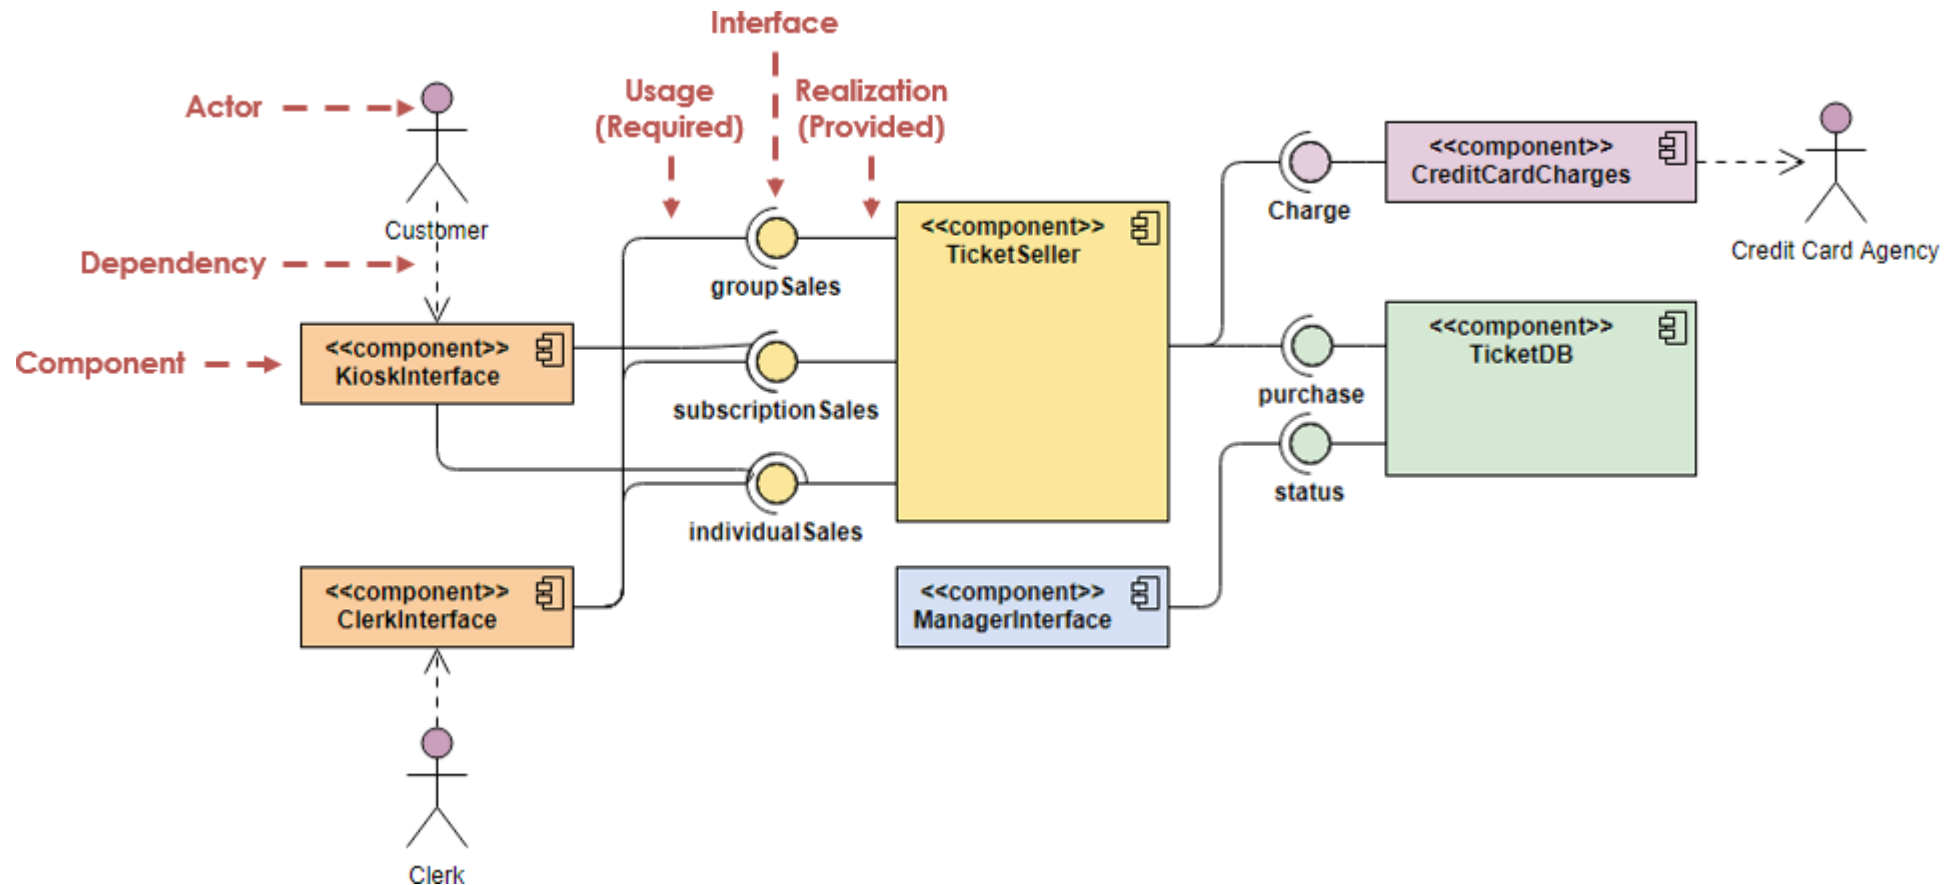 Interface
Actor
Usage
(Required)
Realization
(Provided)
Customer
Dependency
Component
<<component>>
KioskInterface
<<component>>
ClerkInterface
Clerk
groupSales
subscriptionSales
individualSales
<<component>>
TicketSeller
<<component>>
ManagerInterface
Charge
purchase
status
<<component>>
CreditCardCharges
<<component>>
TicketDB
Credit Card Agency